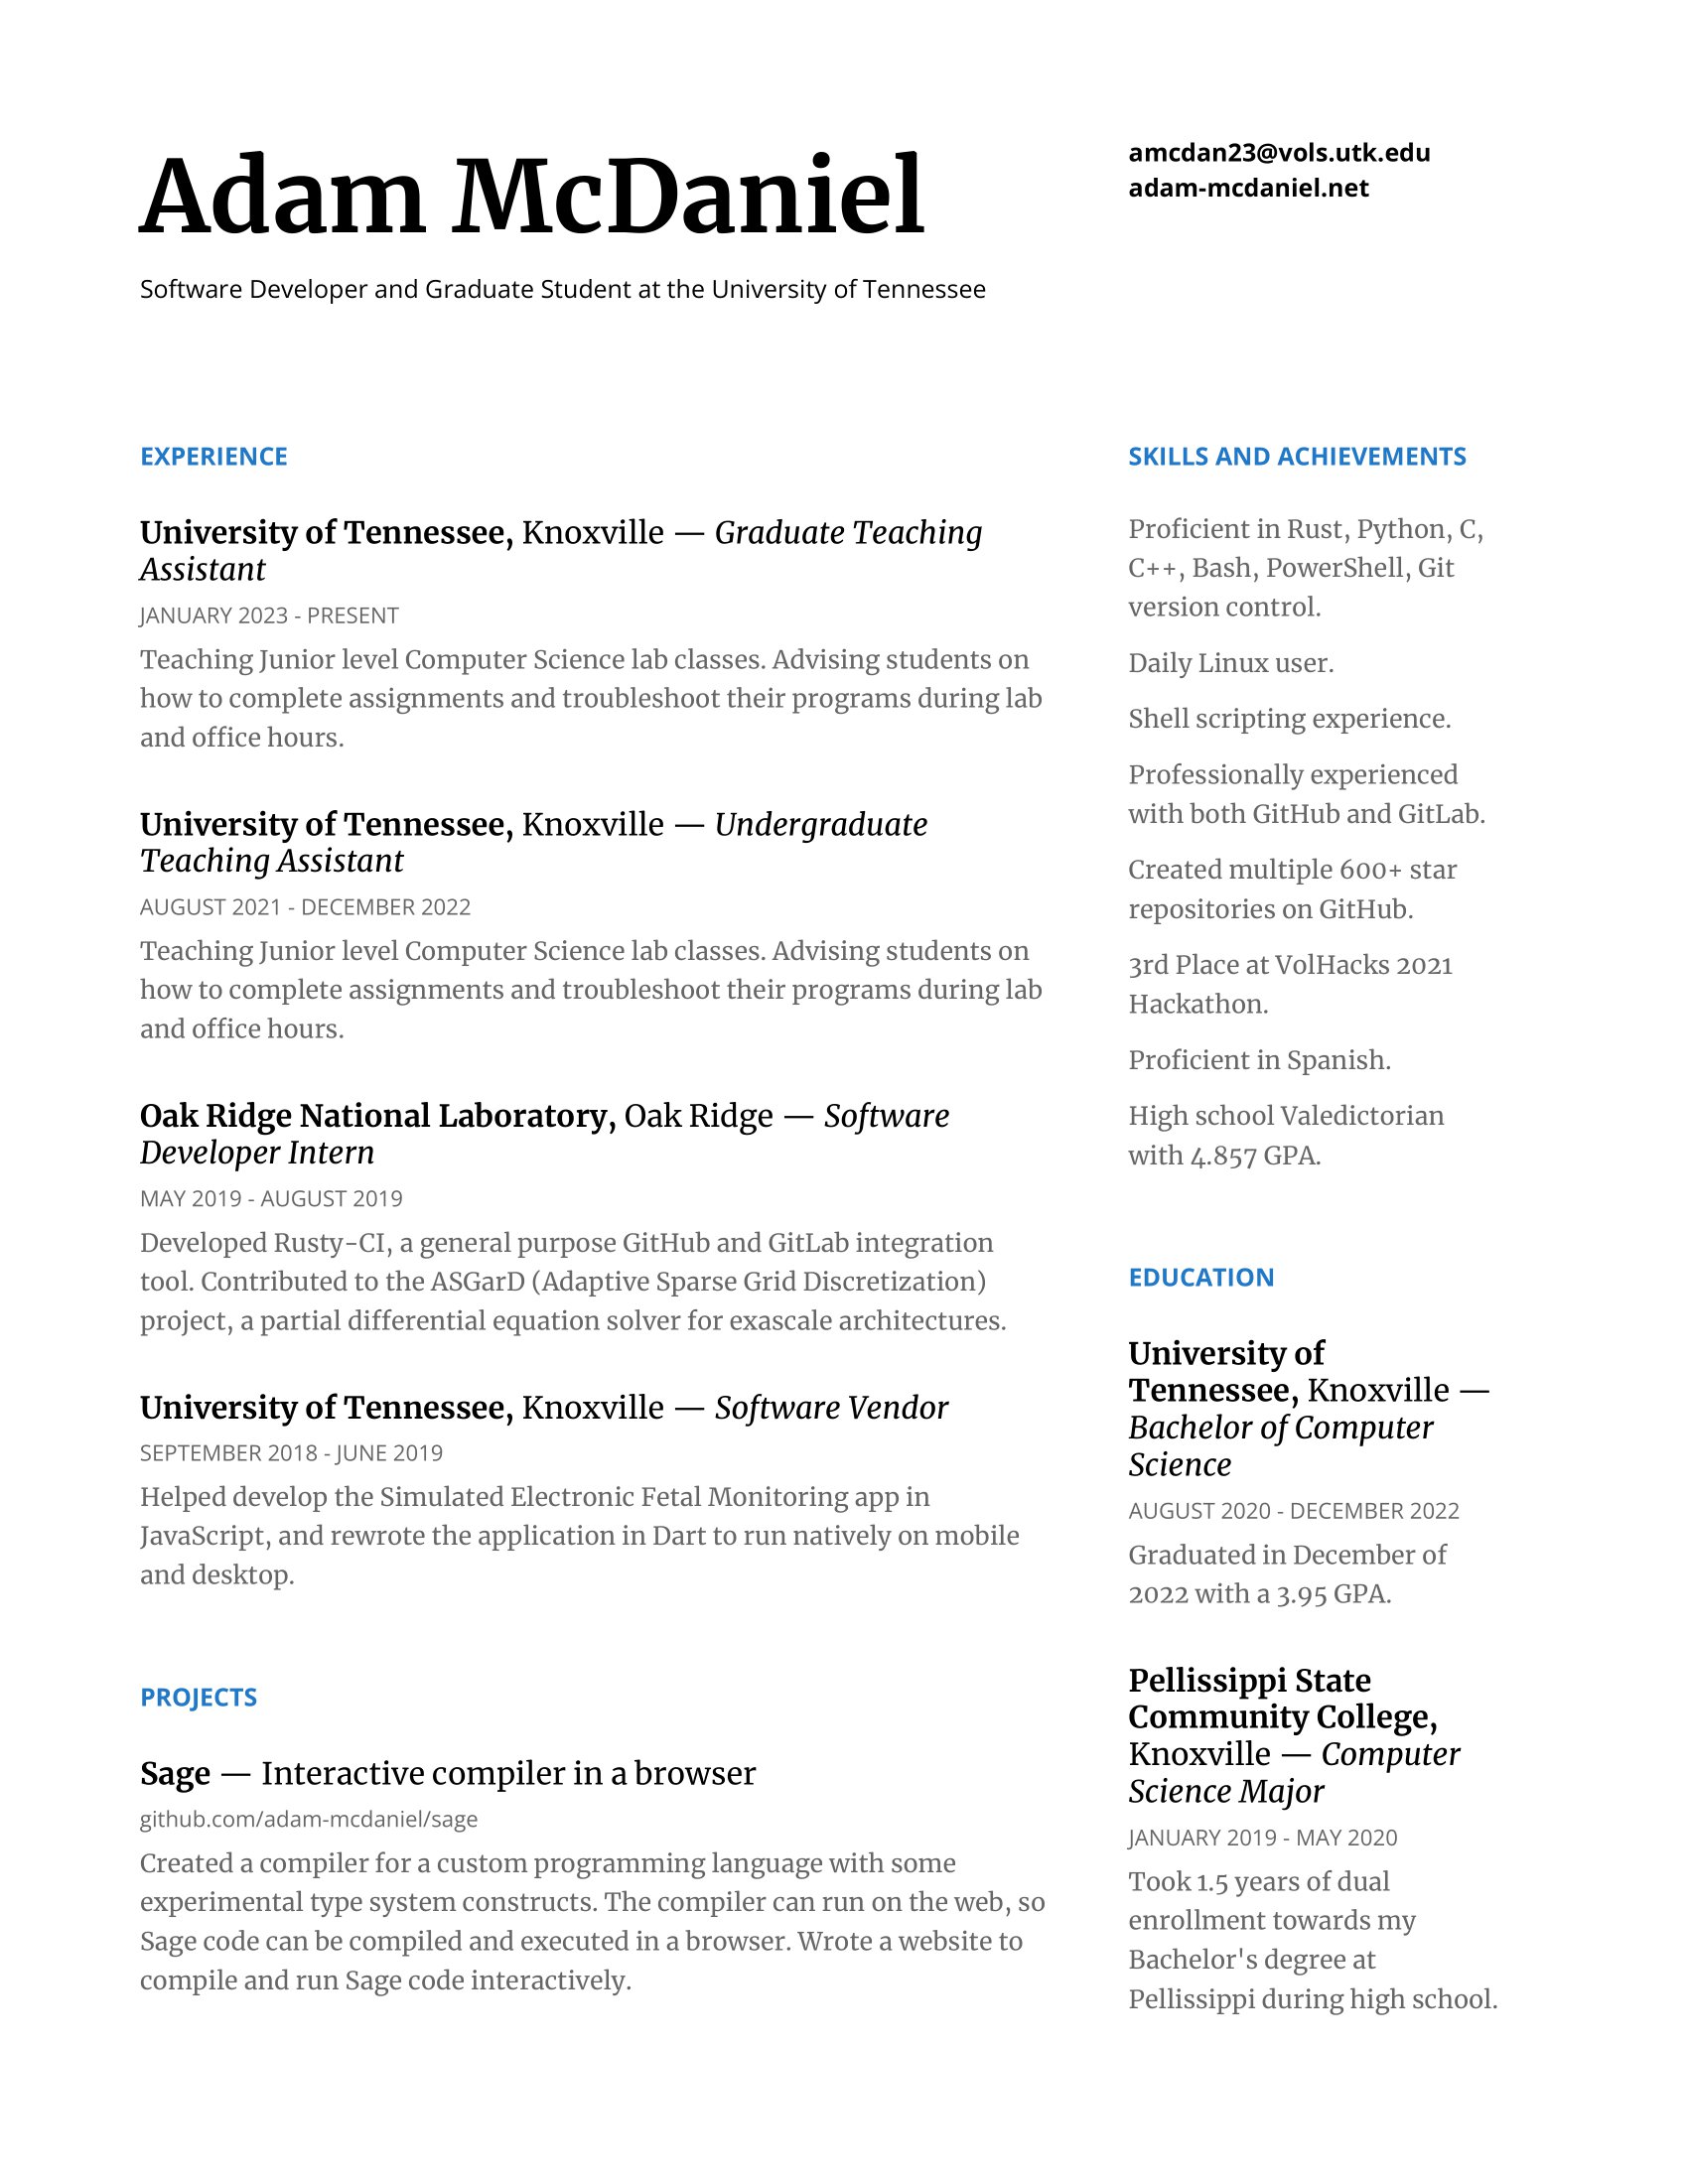 Adam McDaniel
Software Developer and Graduate Student at the University of Tennessee
amcdan23@vols.utk.edu
adam-mcdaniel.net
EXPERIENCE
University of Tennessee, Knoxville — Graduate Teaching
Assistant
JANUARY 2023 - PRESENT
Teaching Junior level Computer Science lab classes. Advising students on
how to complete assignments and troubleshoot their programs during lab
and office hours.
University of Tennessee, Knoxville — Undergraduate
Teaching Assistant
AUGUST 2021 - DECEMBER 2022
Teaching Junior level Computer Science lab classes. Advising students on
how to complete assignments and troubleshoot their programs during lab
and office hours.
Oak Ridge National Laboratory, Oak Ridge — Software
Developer Intern
MAY 2019 - AUGUST 2019
Developed Rusty-CI, a general purpose GitHub and GitLab integration
tool. Contributed to the ASGarD (Adaptive Sparse Grid Discretization)
project, a partial differential equation solver for exascale architectures.
University of Tennessee, Knoxville — Software Vendor
SEPTEMBER 2018 - JUNE 2019
Helped develop the Simulated Electronic Fetal Monitoring app in
JavaScript, and rewrote the application in Dart to run natively on mobile
and desktop.
PROJECTS
Sage — Interactive compiler in a browser
github.com/adam-mcdaniel/sage
Created a compiler for a custom programming language with some
experimental type system constructs. The compiler can run on the web, so
Sage code can be compiled and executed in a browser. Wrote a website to
compile and run Sage code interactively.
SKILLS AND ACHIEVEMENTS
Proficient in Rust, Python, C,
C++, Bash, PowerShell, Git
version control.
Daily Linux user.
Shell scripting experience.
Professionally experienced
with both GitHub and GitLab.
Created multiple 600+ star
repositories on GitHub.
3rd Place at VolHacks 2021
Hackathon.
Proficient in Spanish.
High school Valedictorian
with 4.857 GPA.
EDUCATION
University of
Tennessee, Knoxville —
Bachelor of Computer
Science
AUGUST 2020 - DECEMBER 2022
Graduated in December of
2022 with a 3.95 GPA.
Pellissippi State
Community College,
Knoxville — Computer
Science Major
JANUARY 2019 - MAY 2020
Took 1.5 years of dual
enrollment towards my
Bachelor's degree at
Pellissippi during high school.